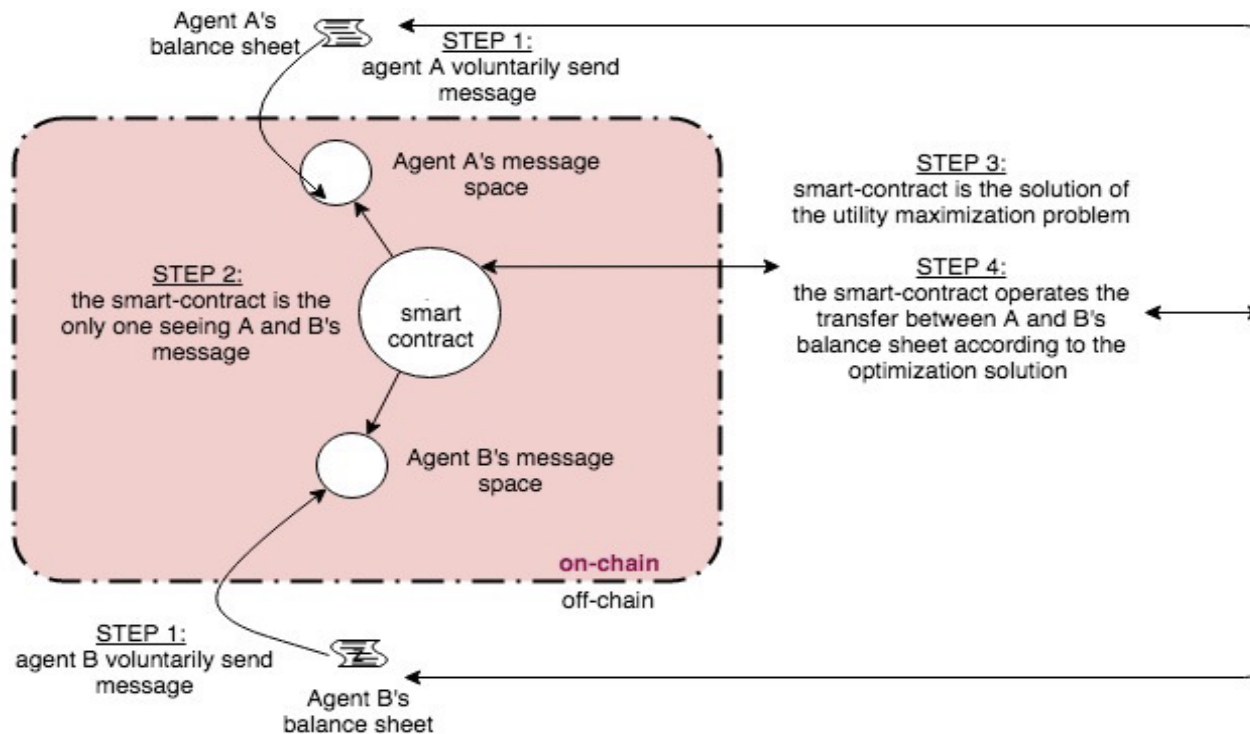 Agent A's
balance sheet
STEP 1:
agent A voluntarily send
message
Agent A's message
space
STEP 2:
the smart-contract is the
only one seeing A and B's
message
smart
contract
Agent B's message
space
on-chain
off-chain
STEP 1:
agent B voluntarily send
message
Agent B's
balance sheet
STEP 3:
smart-contract is the solution of
the utility maximization problem
STEP 4:
the smart-contract operates the
transfer between A and B's
balance sheet according to the
optimization solution